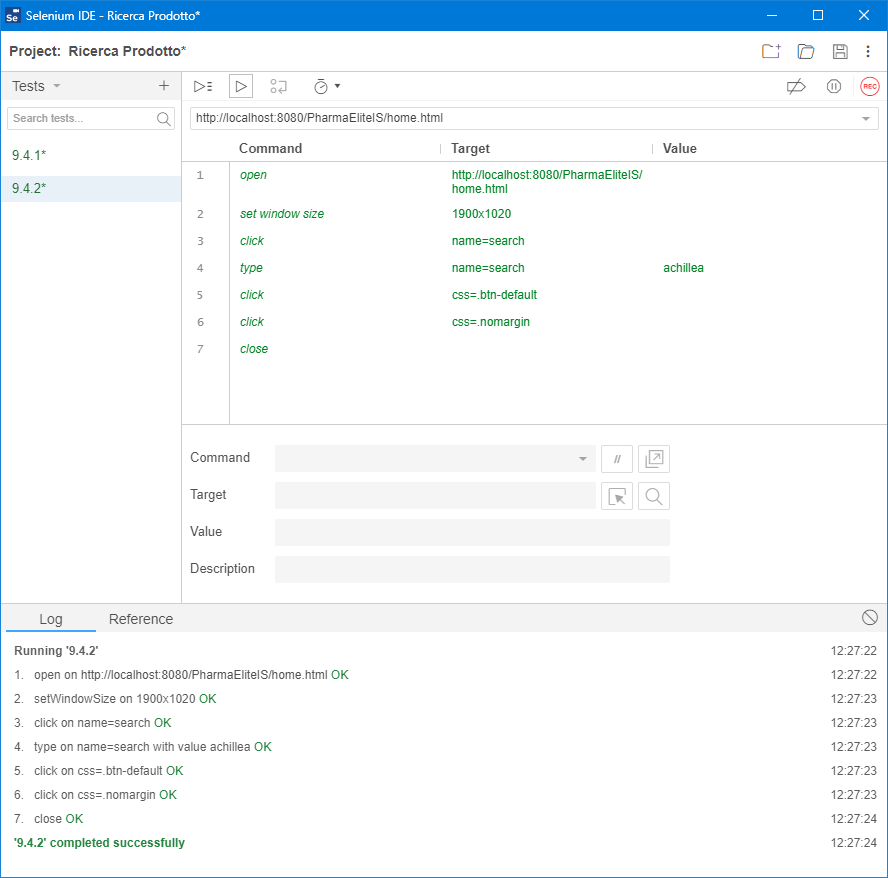 Selenium IDE - Ricerca Prodotto*
Project: Ricerca Prodotto*
Tests
REC
Search tests...
http://localhost:8080/PharmaEliteIS/home.html
9.4.1*
9.4.2*
Command Target Value
1 open http://localhost:8080/PharmaEliteIS/
home.html
2 set window size 1900x1020
3 click name=search
4 type name=search achillea
5 click css=.btn-default
6 click css=.nomargin
7 close
Command //
Target
Value
Description
Log Reference
Running '9.4.2' 12:27:22
1. open on http://localhost:8080/PharmaEliteIS/home.html OK 12:27:22
2. setWindowSize on 1900x1020 OK 12:27:23
3. click on name=search OK 12:27:23
4. type on name=search with value achillea OK 12:27:23
5. click on css=.btn-default OK 12:27:23
6. click on css=.nomargin OK 12:27:23
7. close OK 12:27:24
'9.4.2' completed successfully 12:27:24